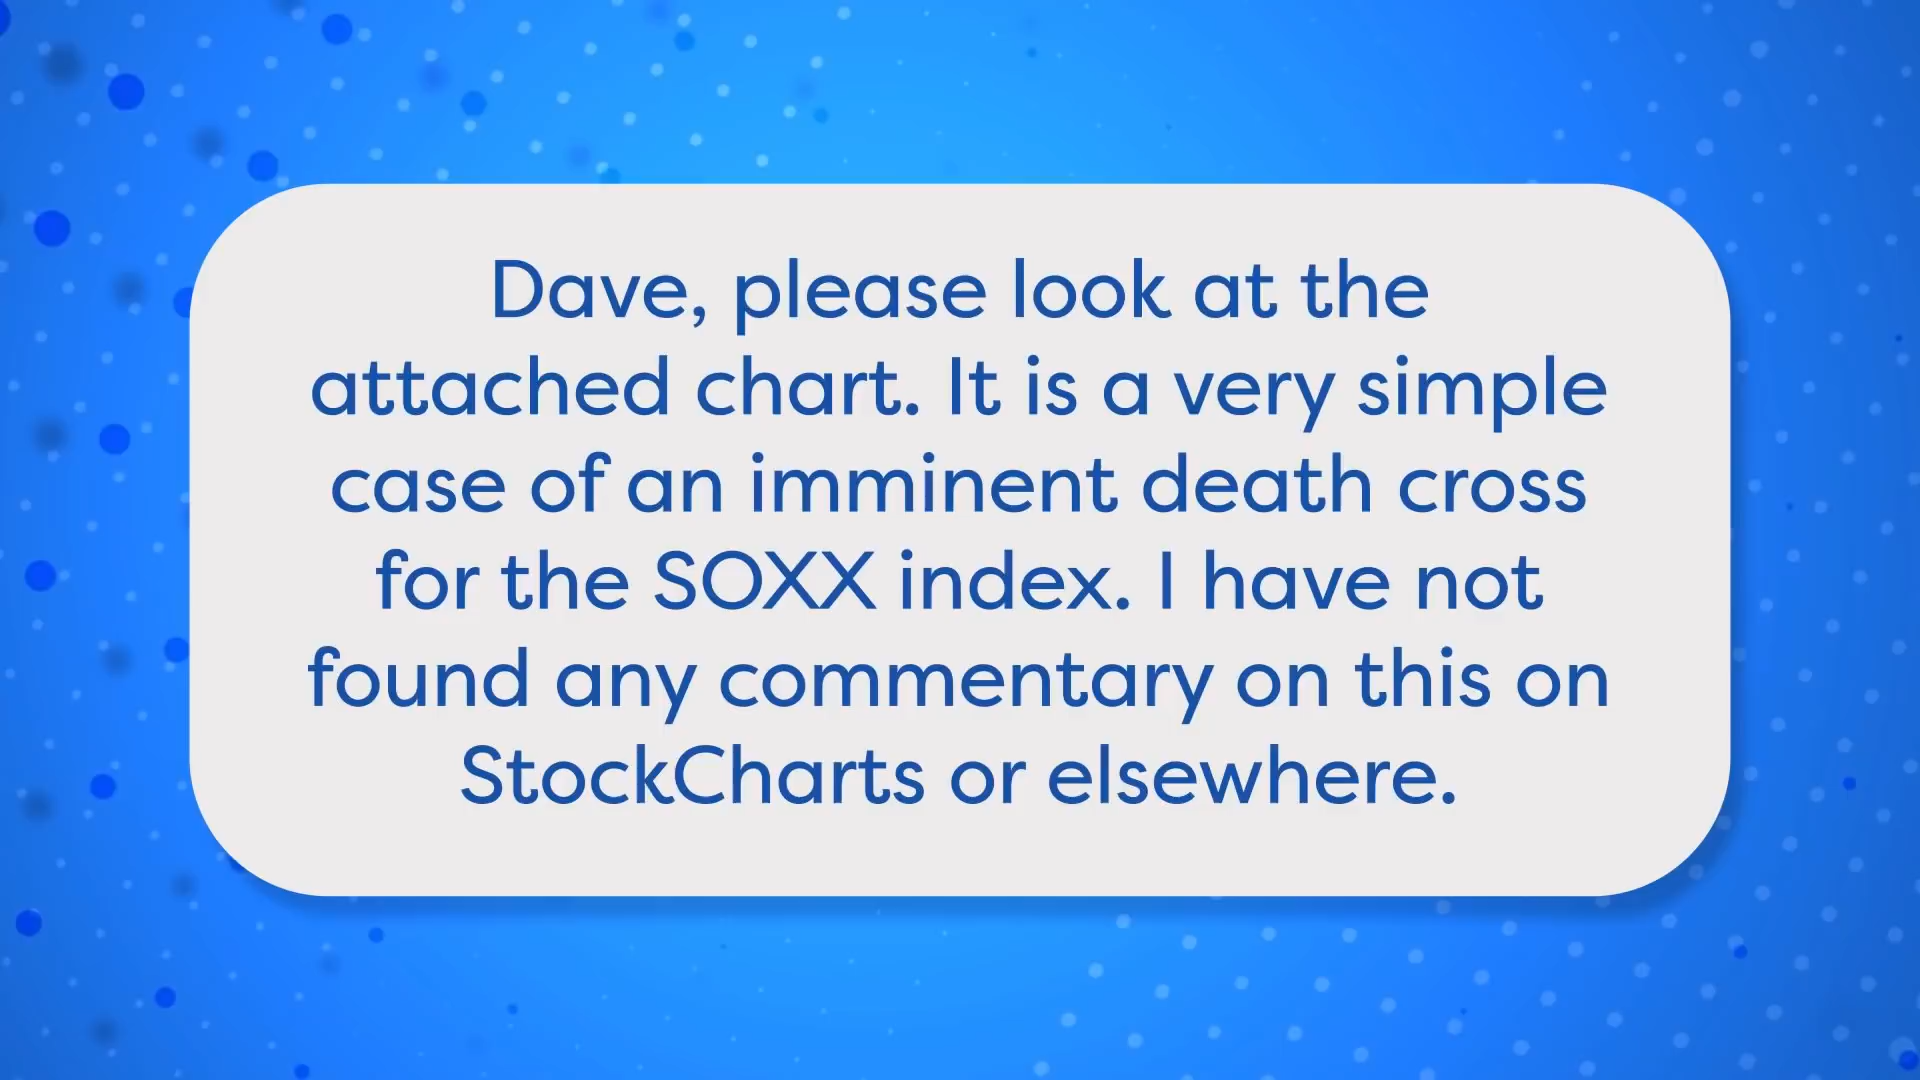 Dave, please look at the
attached chart. It is a very simple
case of an imminent death cross
for the SOXX index. I have not
found any commentary on this on
StockCharts or elsewhere.